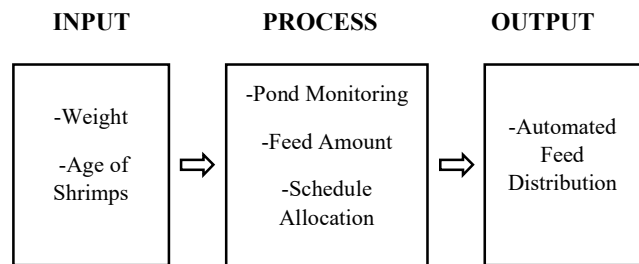 INPUT
PROCESS
OUTPUT
-Weight
-Age of
Shrimps
-Pond Monitoring
-Feed Amount
-Schedule
Allocation
-Automated
Feed
Distribution